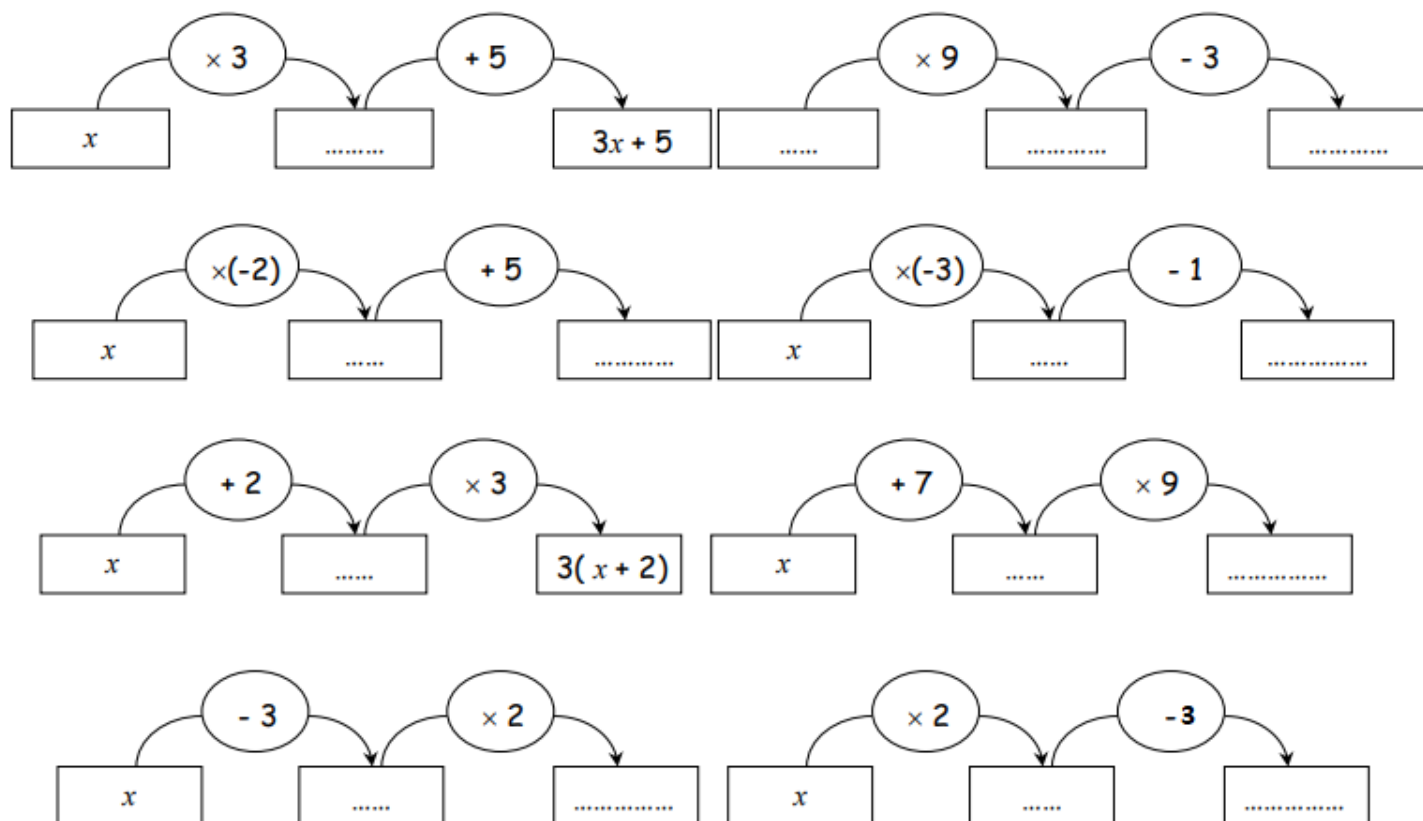 × 3 + 5 × 9 - 3
x ......... 3x + 5 ...... ............ ............
×(-2) + 5 ×(-3) - 1
x ...... ............ x ...... ...............
+ 2 × 3 + 7 × 9
x ...... 3( x + 2) x ...... ...............
- 3 × 2 × 2 -3
x ...... ............... x ...... ...............